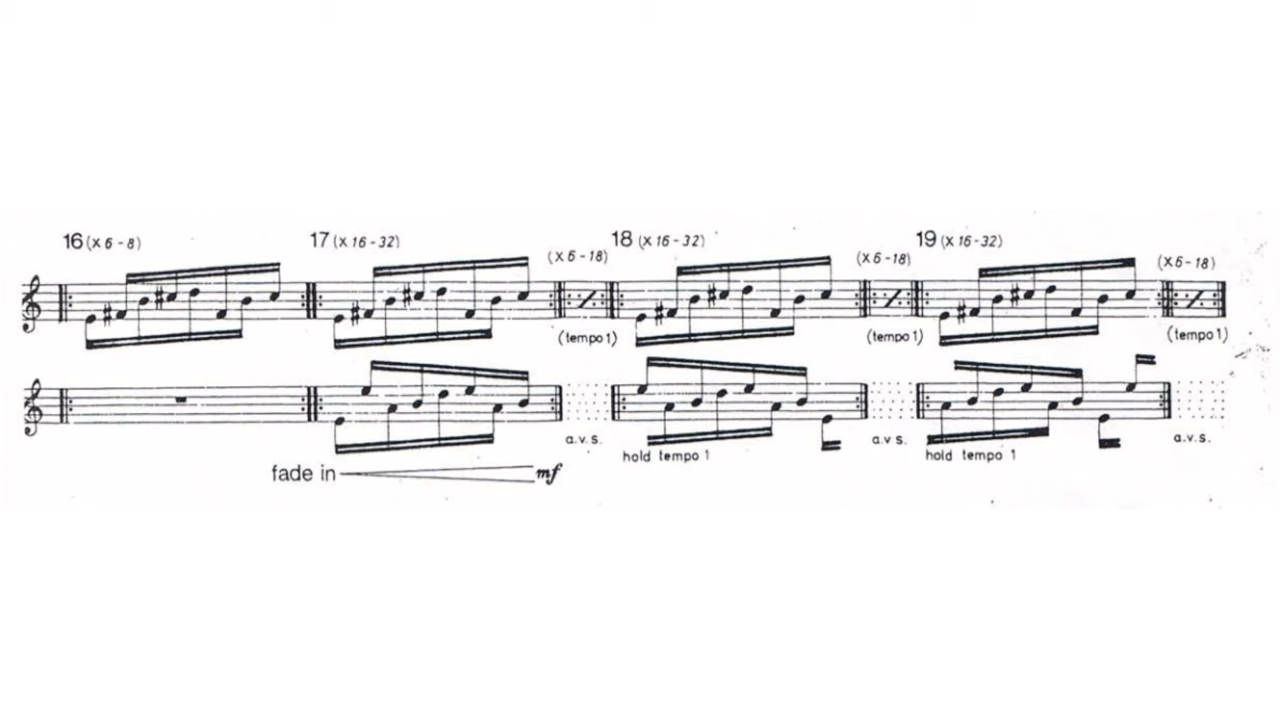 16 (x 6 - 8) 17 (x 16 - 32) (x 6 - 18) 18 (x 16 - 32) (x 6 - 18) 19 (x 16 - 32) (x 6 - 18)
(tempo 1) (tempo 1) (tempo 1)
a.v.s. a.v.s. a.v.s.
hold tempo 1 hold tempo 1
fade in mf